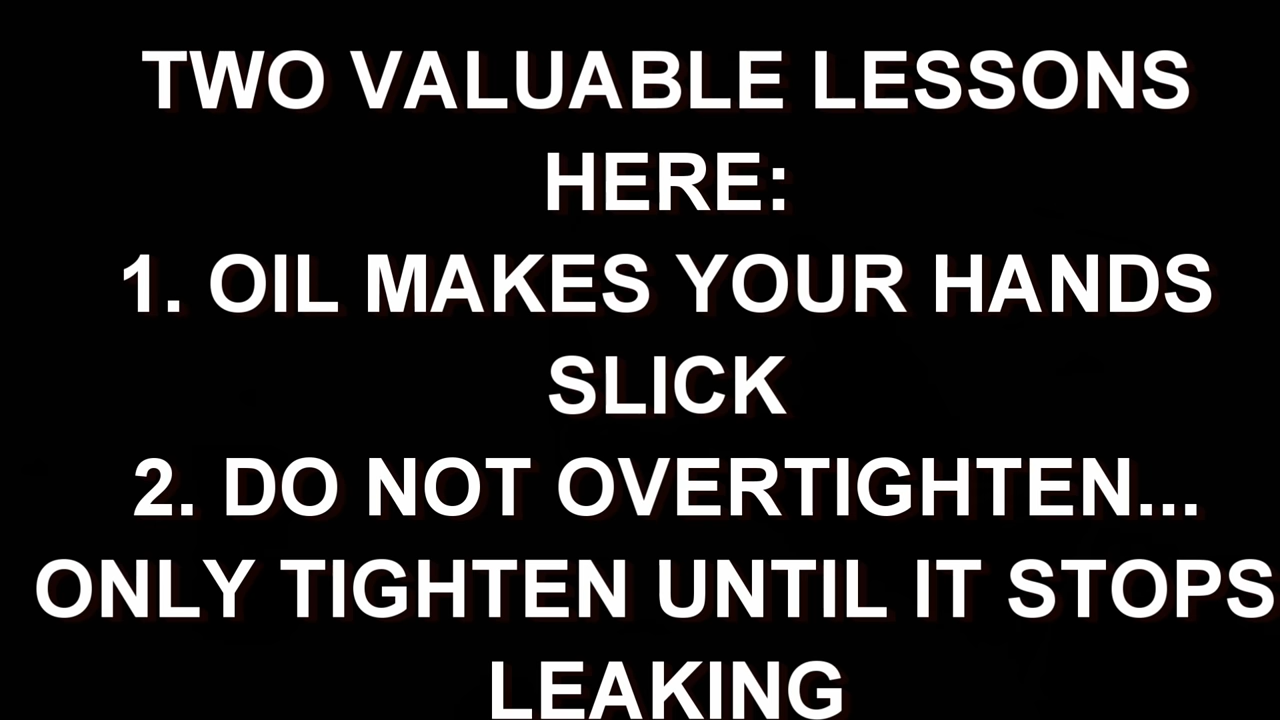 TWO VALUABLE LESSONS
HERE:
1. OIL MAKES YOUR HANDS
SLICK
2. DO NOT OVERTIGHTEN...
ONLY TIGHTEN UNTIL IT STOPS
LEAKING